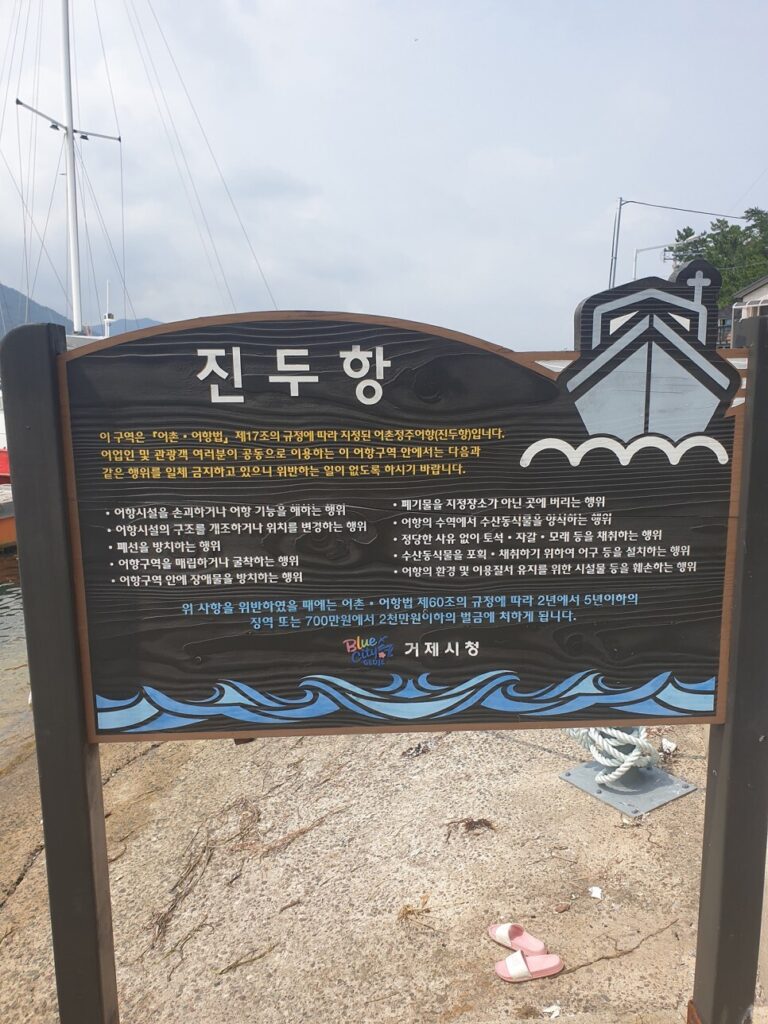 진두항
이 구역은 『어촌・어항법』 제17조의 규정에 따라 지정된 어촌정주어항(진두항)입니다.
어업인 및 관광객 여러분이 공동으로 이용하는 이 어항구역 안에서는 다음과
같은 행위를 일체 금지하고 있으니 위반하는 일이 없도록 하시기 바랍니다.
・어항시설을 손괴하거나 어항 기능을 해하는 행위
・어항시설의 구조를 개조하거나 위치를 변경하는 행위
・폐선을 방치하는 행위
・어항구역을 매립하거나 굴착하는 행위
・어항구역 안에 장애물을 방치하는 행위
・폐기물을 지정장소가 아닌 곳에 버리는 행위
・어항의 수역에서 수산동식물을 양식하는 행위
・정당한 사유 없이 토석・자갈・모래 등을 채취하는 행위
・수산동식물을 포획・채취하기 위하여 어구 등을 설치하는 행위
・어항의 환경 및 이용질서 유지를 위한 시설물 등을 훼손하는 행위
위 사항을 위반하였을 때에는 어촌・어항법 제60조의 규정에 따라 2년에서 5년이하의
징역 또는 700만원에서 2천만원이하의 벌금에 처하게 됩니다.
Blue City GEOJE 거제시청